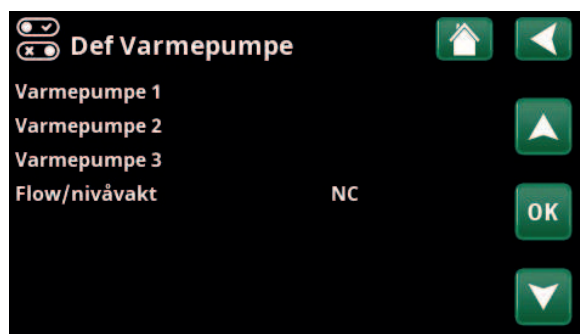 Def Varmepumpe
Varmepumpe 1
Varmepumpe 2
Varmepumpe 3
Flow/nivåvakt NC
OK